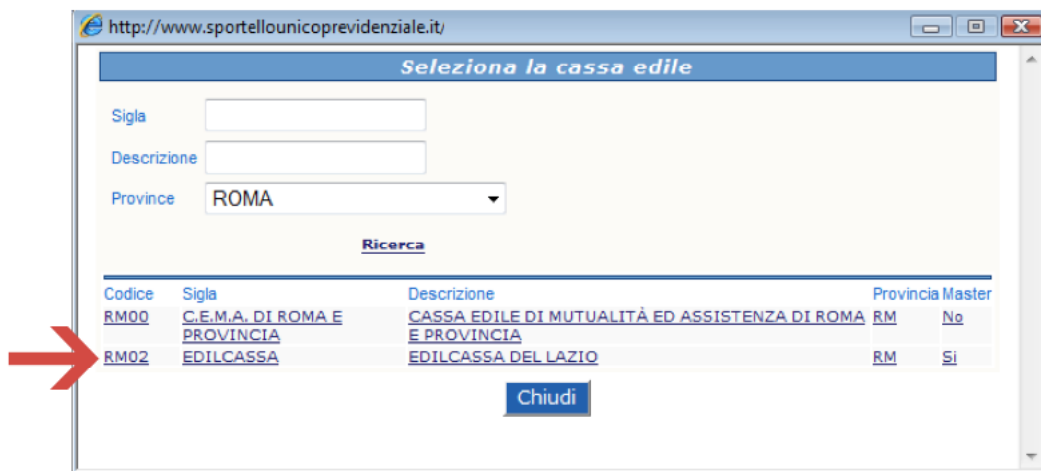 http://www.sportellounicoprevidenziale.it/
Seleziona la cassa edile
Sigla
Descrizione
Province ROMA
Ricerca
Codice Sigla Descrizione Provincia Master
RM00 C.E.M.A. DI ROMA E CASSA EDILE DI MUTUALITÀ ED ASSISTENZA DI ROMA RM No
PROVINCIA E PROVINCIA
RM02 EDILCASSA EDILCASSA DEL LAZIO RM Si
Chiudi